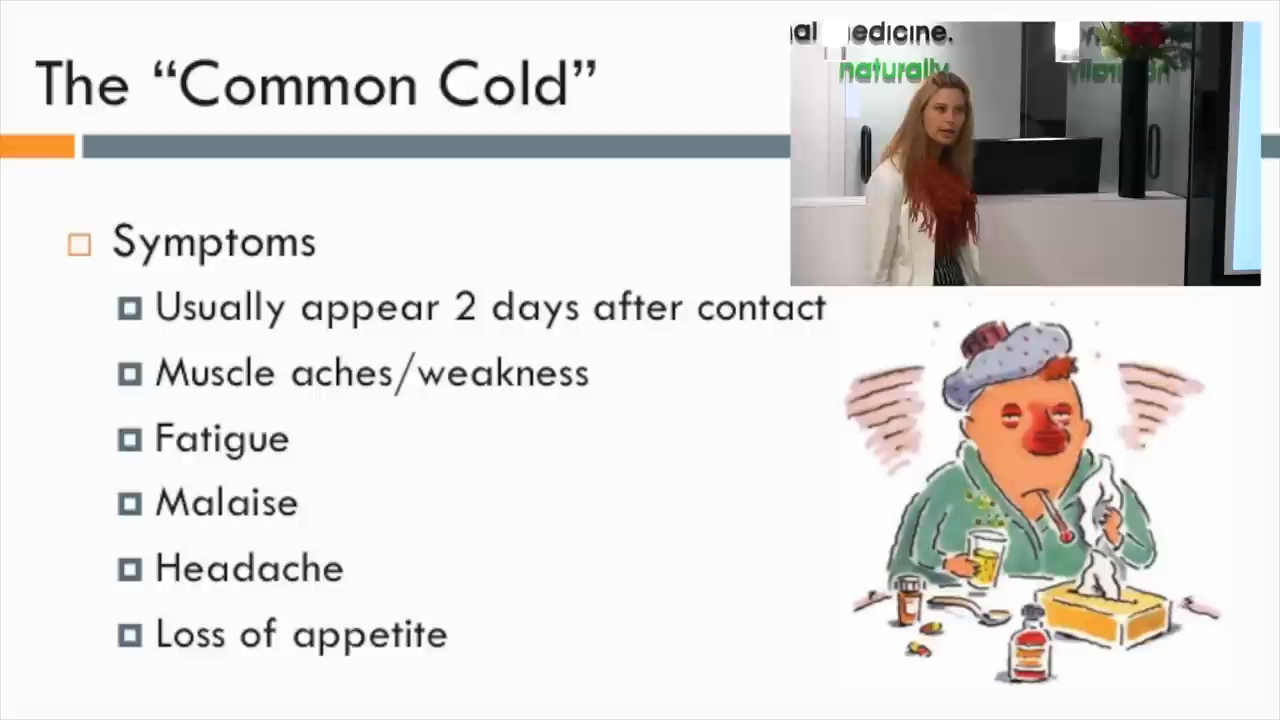 The “Common Cold”
edicine.
naturally
Symptoms
Usually appear 2 days after contact
Muscle aches/weakness
Fatigue
Malaise
Headache
Loss of appetite